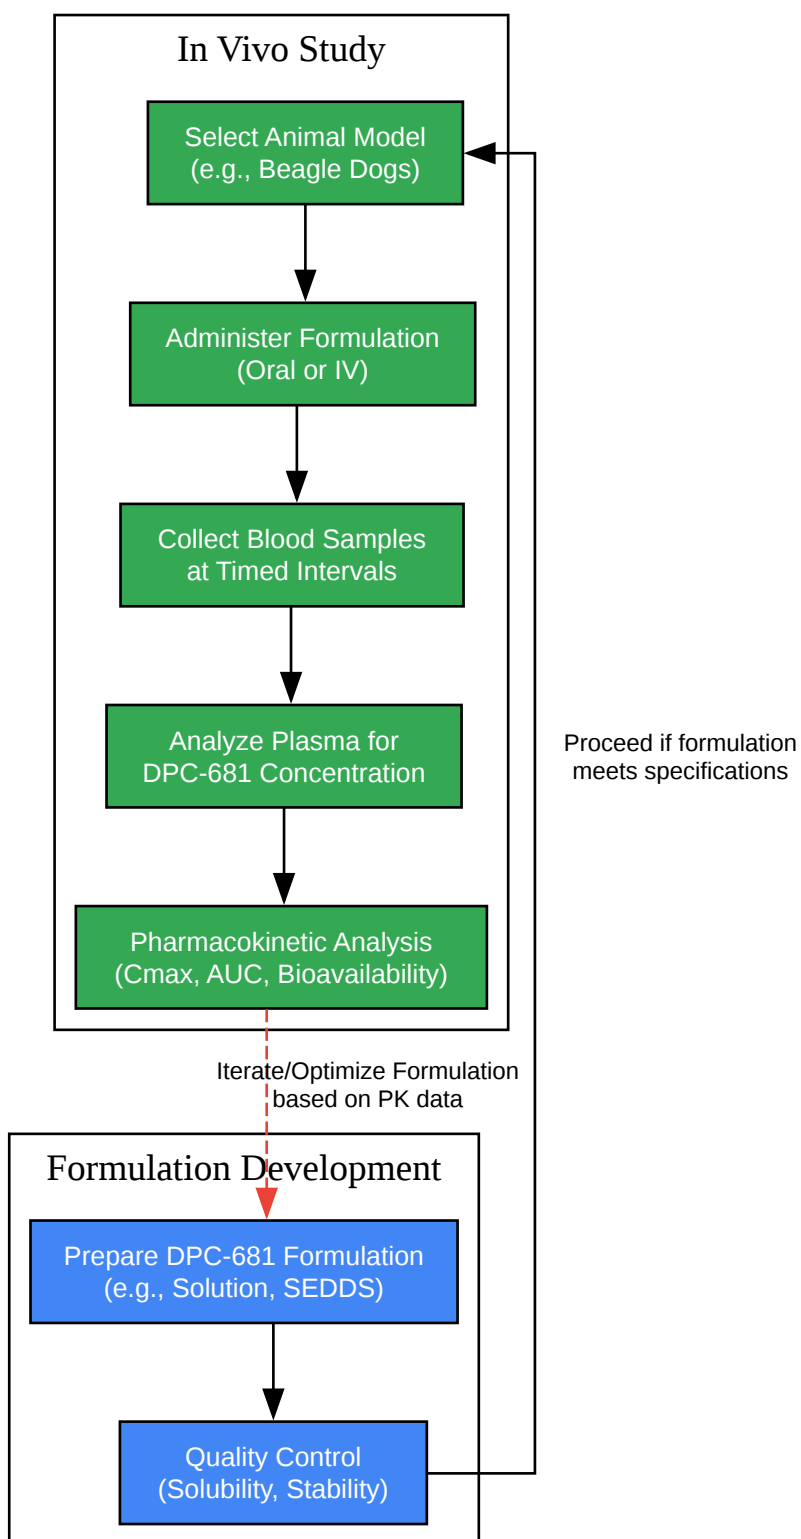 In Vivo Study
Select Animal Model
(e.g., Beagle Dogs)
Administer Formulation
(Oral or IV)
Collect Blood Samples
at Timed Intervals
Analyze Plasma for
DPC-681 Concentration
Proceed if formulation
meets specifications
Pharmacokinetic Analysis
(Cmax, AUC, Bioavailability)
Iterate/Optimize Formulation
based on PK data
Formulation Development
Prepare DPC-681 Formulation
(e.g., Solution, SEDDS)
Quality Control
(Solubility, Stability)